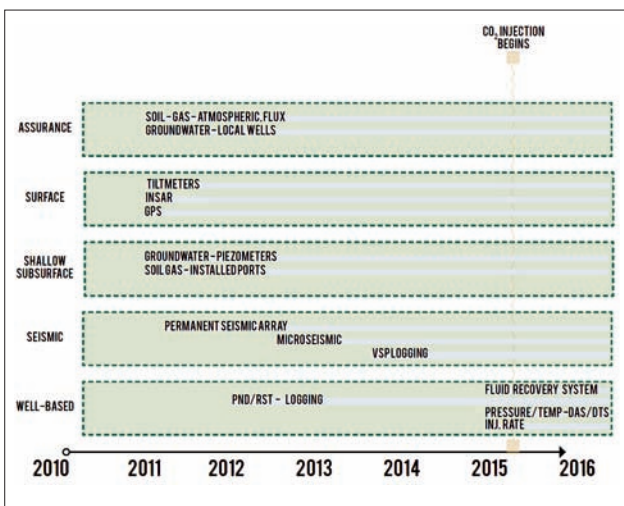 CO₂ INJECTION
BEGINS
ASSURANCE
SOIL-GAS-ATMOSPHERIC, FLUX
GROUNDWATER-LOCAL WELLS
SURFACE
TILTMETERS
INSAR
GPS
SHALLOW
SUBSURFACE
GROUNDWATER-PIEZOMETERS
SOIL GAS-INSTALLED PORTS
SEISMIC
PERMANENT SEISMIC ARRAY
MICROSEISMIC
VSP LOGGING
WELL-BASED
FLUID RECOVERY SYSTEM
PND/RST - LOGGING
PRESSURE/TEMP-DAS/DTS
INJ. RATE
2010 2011 2012 2013 2014 2015 2016